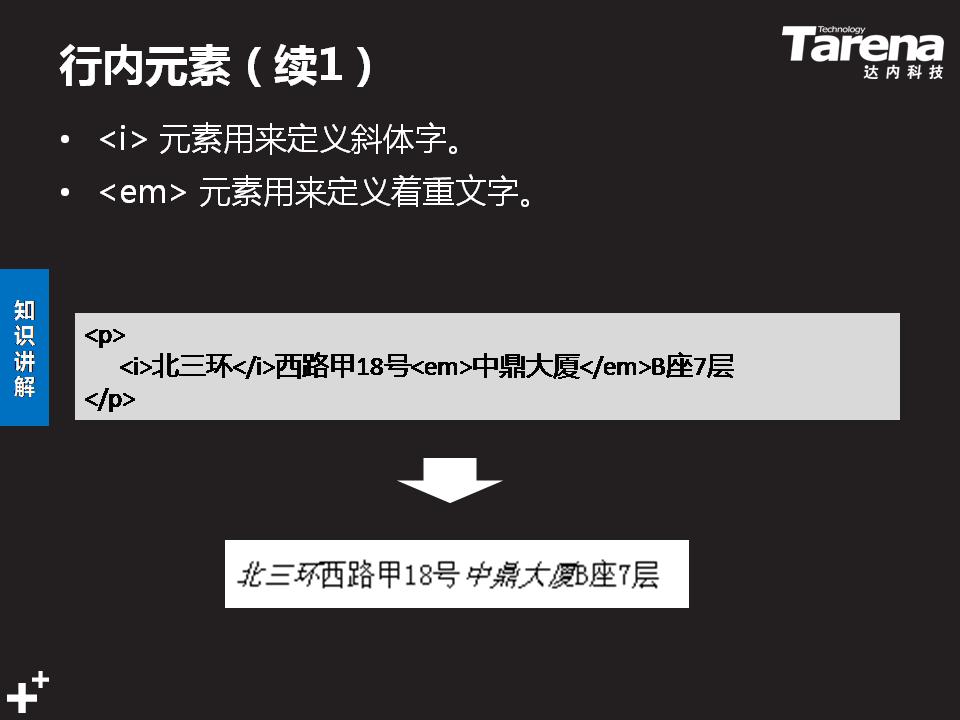 行内元素（续1）
Technology
Tarena
达内科技
• <i> 元素用来定义斜体字。
• <em> 元素用来定义着重文字。
知识讲解
<p>
<i>北三环</i>西路甲18号<em>中鼎大厦</em>B座7层
</p>
北三环西路甲18号中鼎大厦B座7层